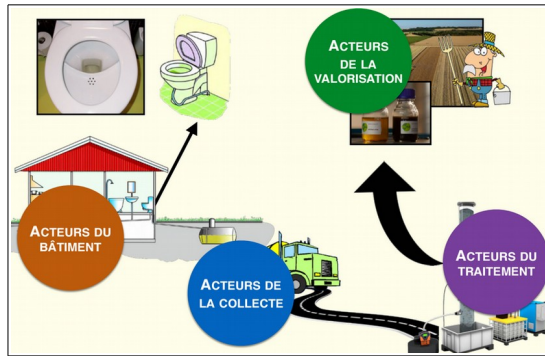 ACTEURS
DE LA
VALORISATION
ACTEURS DU
BÂTIMENT
ACTEURS DE
LA COLLECTE
ACTEURS DU
TRAITEMENT